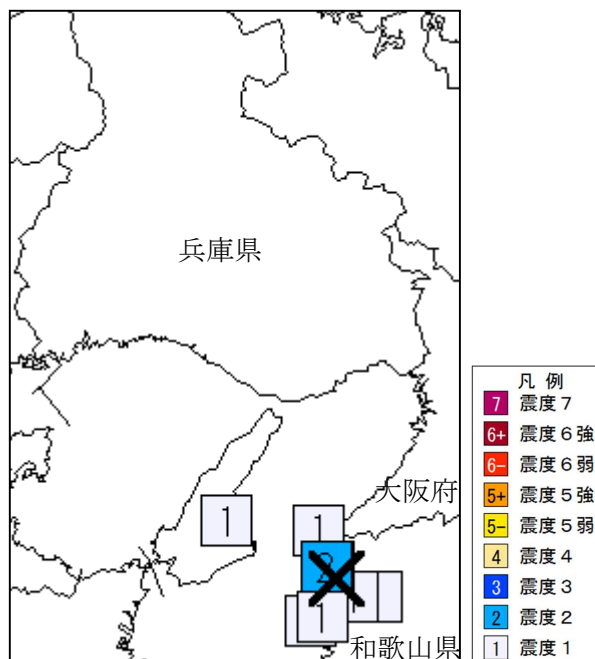 兵庫県
大阪府
和歌山県
1
1
2
1
1
凡 例
7 震度７
6+ 震度６強
6- 震度６弱
5+ 震度５強
5- 震度５弱
4 震度４
3 震度３
2 震度２
1 震度１